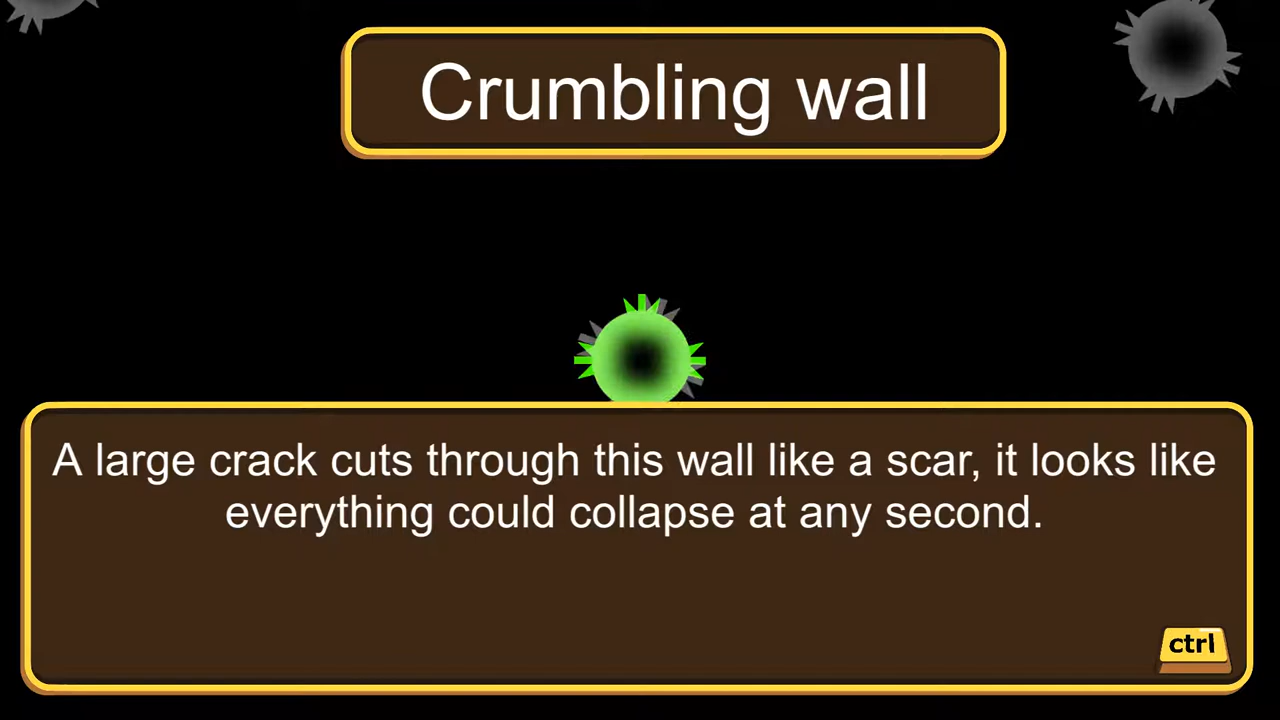 Crumbling wall
A large crack cuts through this wall like a scar, it looks like
everything could collapse at any second.
ctrl